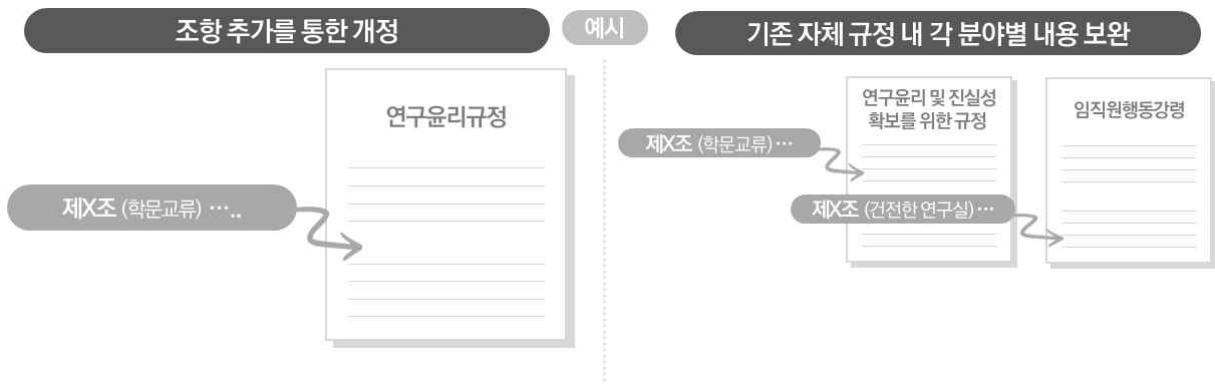 조항 추가를 통한 개정
예시
기존 자체 규정 내 각 분야별 내용 보완
연구윤리규정
제X조 (학문교류) …..
연구윤리 및 진실성
확보를 위한 규정
임직원행동강령
제X조 (학문교류) …
제X조 (건전한 연구실) …